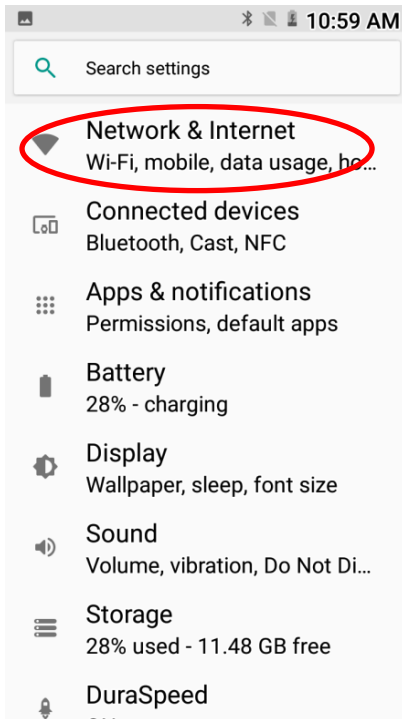 10:59 AM
Search settings
Network & Internet
Wi-Fi, mobile, data usage, ho...
Connected devices
Bluetooth, Cast, NFC
Apps & notifications
Permissions, default apps
Battery
28% - charging
Display
Wallpaper, sleep, font size
Sound
Volume, vibration, Do Not Di...
Storage
28% used - 11.48 GB free
DuraSpeed